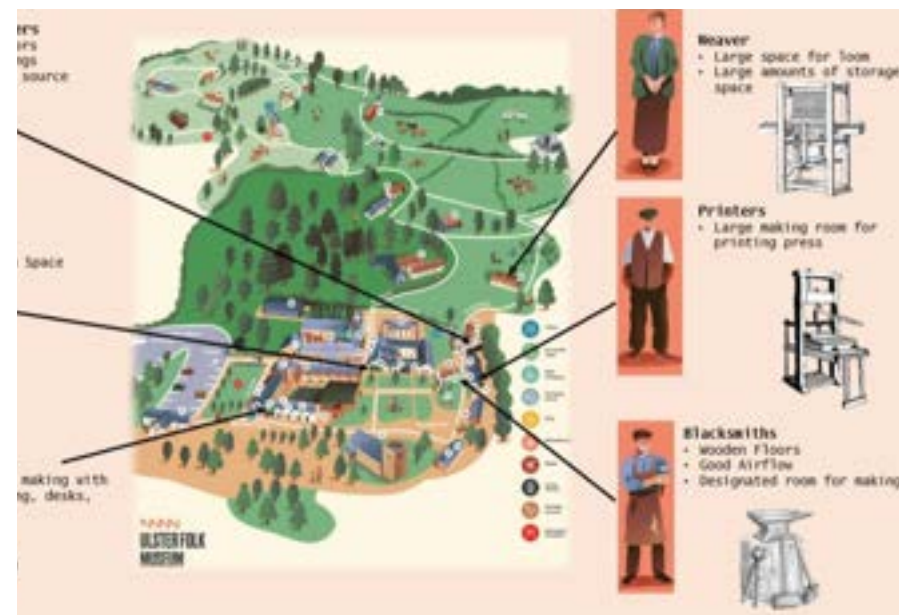 ers
ors
ngs
source
Space
making with
ng, desks,
ULSTER FOLK
MUSEUM
Weaver
• Large space for loom
• Large amounts of storage
space
Printers
• Large making room for
printing press
Blacksmiths
• Wooden Floors
• Good Airflow
• Designated room for making